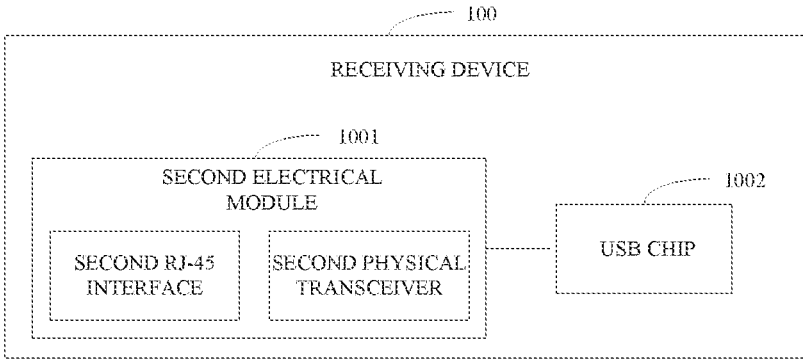 100
RECEIVING DEVICE
1001
SECOND ELECTRICAL
MODULE
1002
SECOND RJ-45
INTERFACE
SECOND PHYSICAL
TRANSCEIVER
USB CHIP